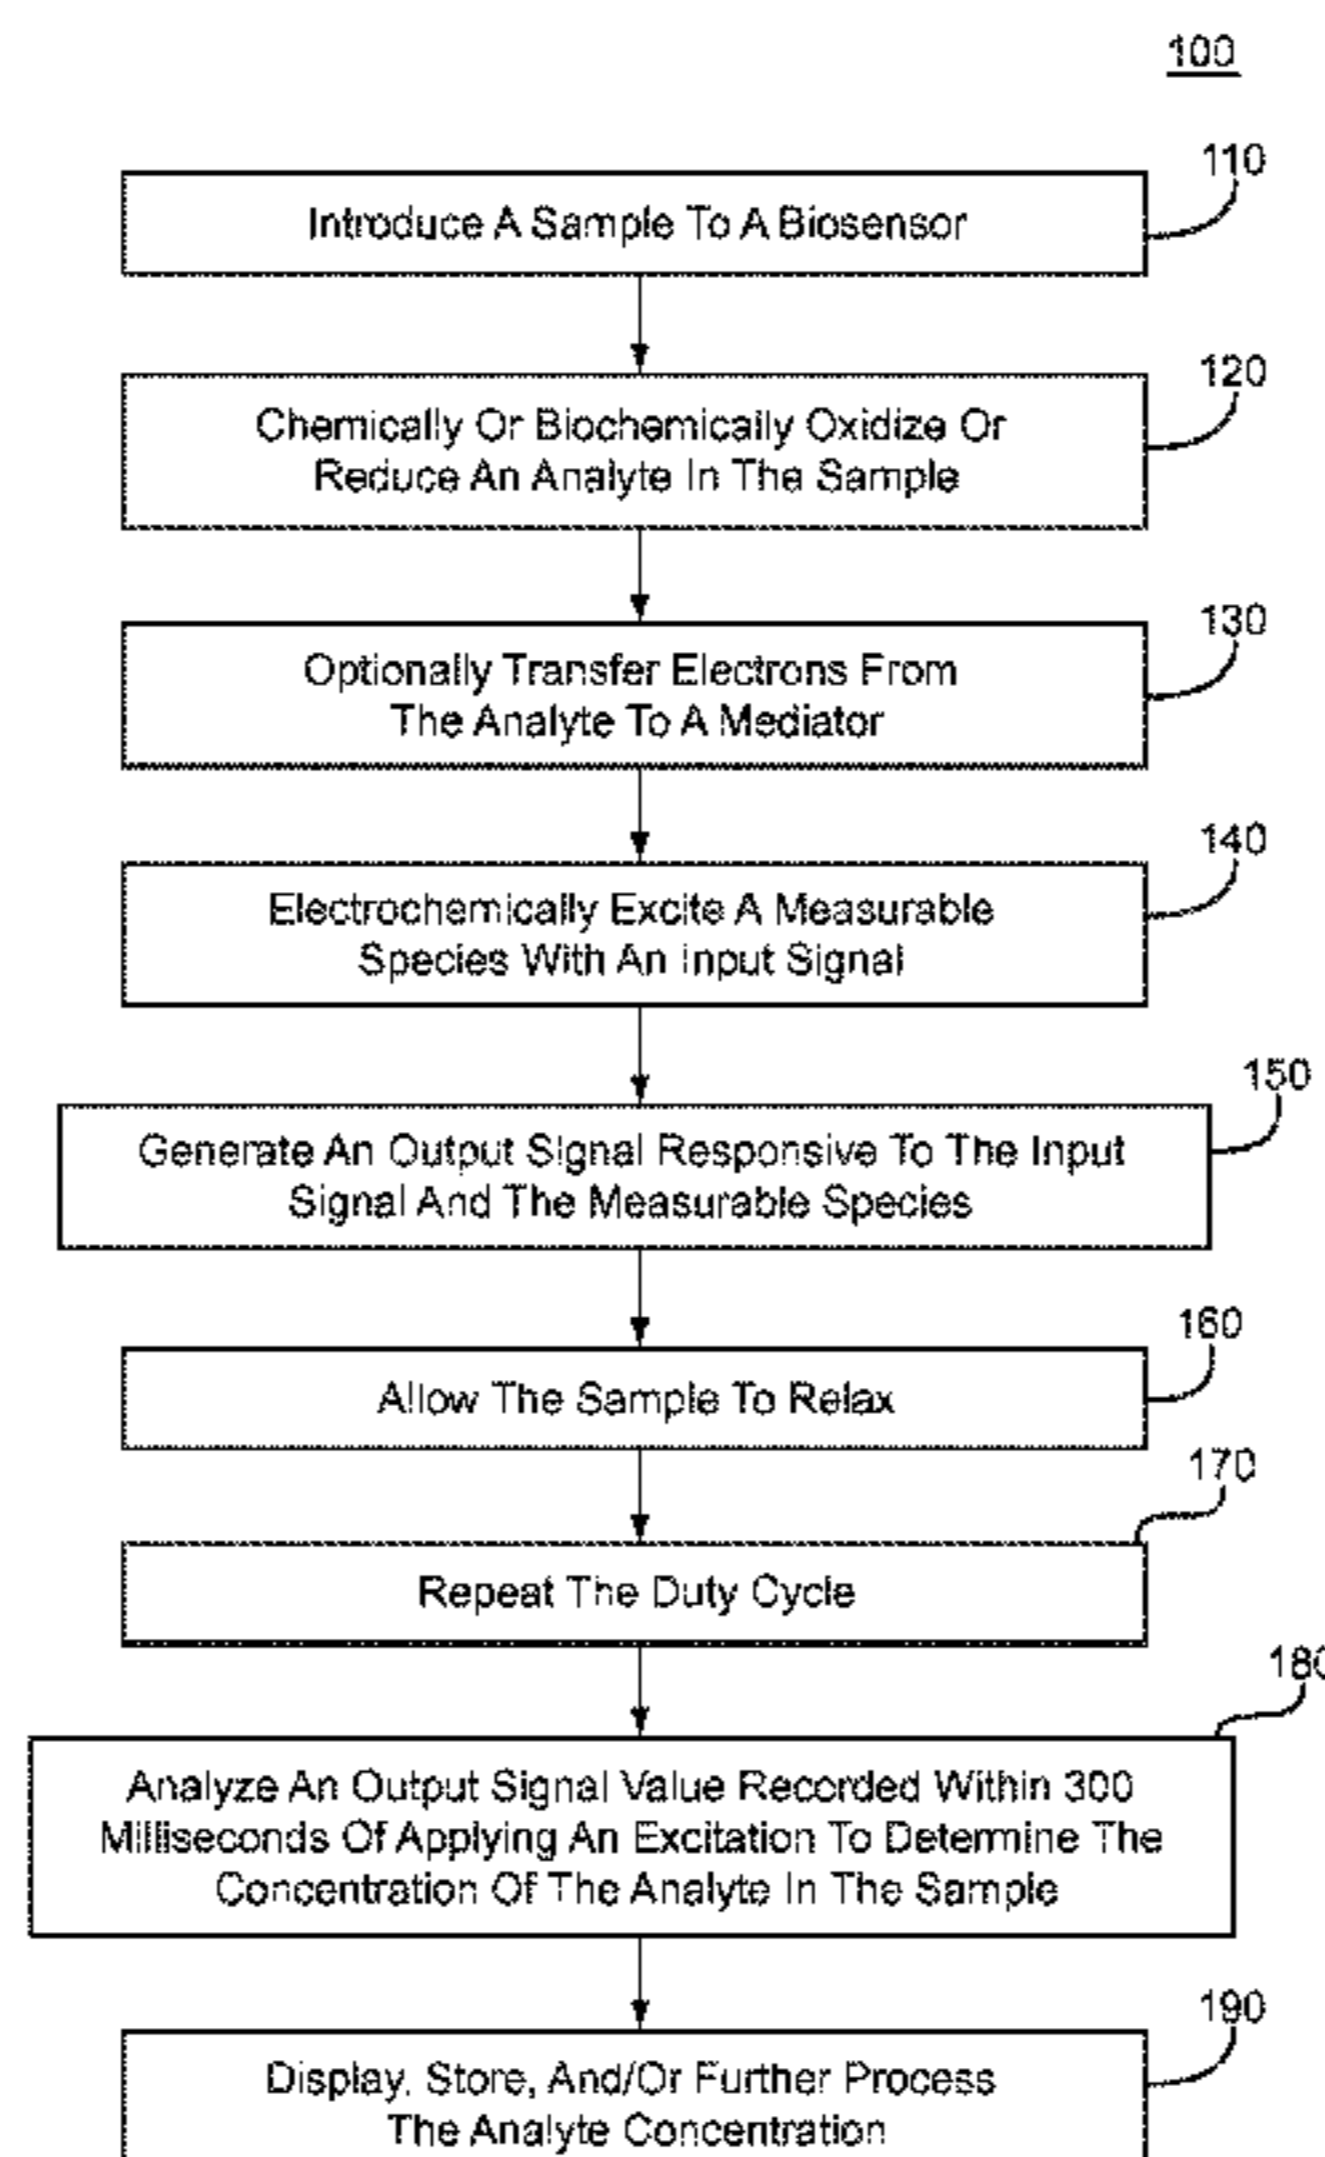 100
110
Introduce A Sample To A Biosensor
120
Chemically Or Biochemically Oxidize Or
Reduce An Analyte In The Sample
130
Optionally Transfer Electrons From
The Analyte To A Mediator
140
Electrochemically Excite A Measurable
Species With An Input Signal
150
Generate An Output Signal Responsive To The Input
Signal And The Measurable Species
160
Allow The Sample To Relax
170
Repeat The Duty Cycle
180
Analyze An Output Signal Value Recorded Within 300
Milliseconds Of Applying An Excitation To Determine The
Concentration Of The Analyte In The Sample
190
Display, Store, And/Or Further Process
The Analyte Concentration